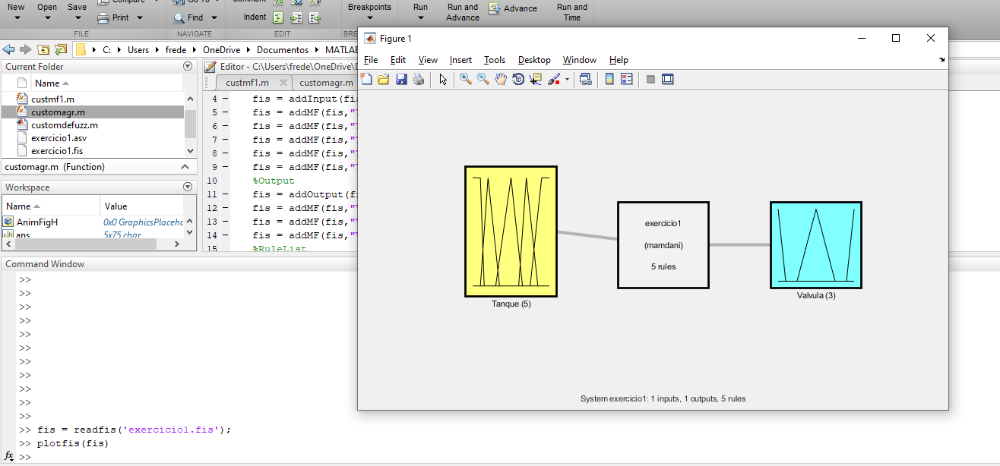 New
Open
Save
Compare
Print
Go To
Find
Comment
Indent
Breakpoints
Run
Run and
Advance
Advance
Run and
Time
FILE
NAVIGATE
EDIT
C:
Users
frede
OneDrive
Documentos
Current Folder
Name
custmf1.m
customagr.m
customdefuzz.m
exercicio1.asv
exercicio1.fis
customagr.m (Function)
Workspace
Name
Value
AnimFigH
ans
5x75 char
Editor - C:\Users\frede\OneDrive\
custmf1.m
customagr.m
4 fis = addInput(fis
5 fis = addMF(fis,"
6 fis = addMF(fis,"
7 fis = addMF(fis,"
8 fis = addMF(fis,"
9 fis = addMF(fis,"
10 %Output
11 fis = addOutput(f
12 fis = addMF(fis,"
13 fis = addMF(fis,"
14 fis = addMF(fis,"
15 %RuleList
Command Window
>>
>>
>>
>>
>>
>>
>>
>>
>>
>>
>>
>> fis = readfis('exercicio1.fis');
>> plotfis(fis)
fx >>
Figure 1
File Edit View Insert Tools Desktop Window Help
exercicio1
(mamdani)
5 rules
Tanque (5)
Valvula (3)
System exercicio1: 1 inputs, 1 outputs, 5 rules